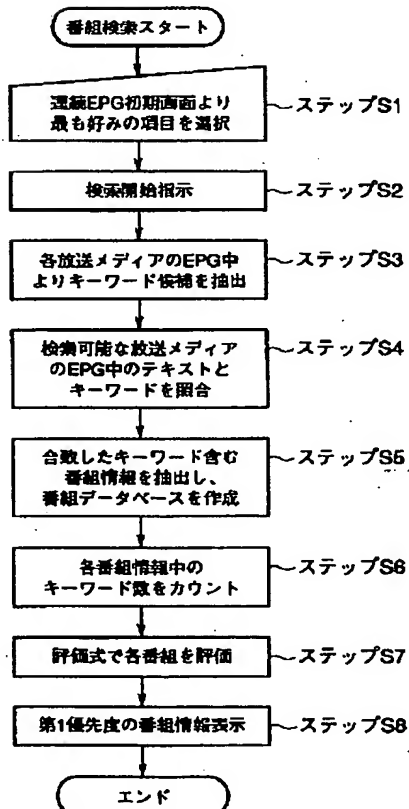 番組検索スタート
連続EPG初期画面より
最も好みの項目を選択
ステップS1
検索開始指示
ステップS2
各放送メディアのEPG中
よりキーワード候補を抽出
ステップS3
検索可能な放送メディア
のEPG中のテキストと
キーワードを照合
ステップS4
合致したキーワード含む
番組情報を抽出し、
番組データベースを作成
ステップS5
各番組情報中の
キーワード数をカウント
ステップS6
評価式で各番組を評価
ステップS7
第1優先度の番組情報表示
ステップS8
エンド